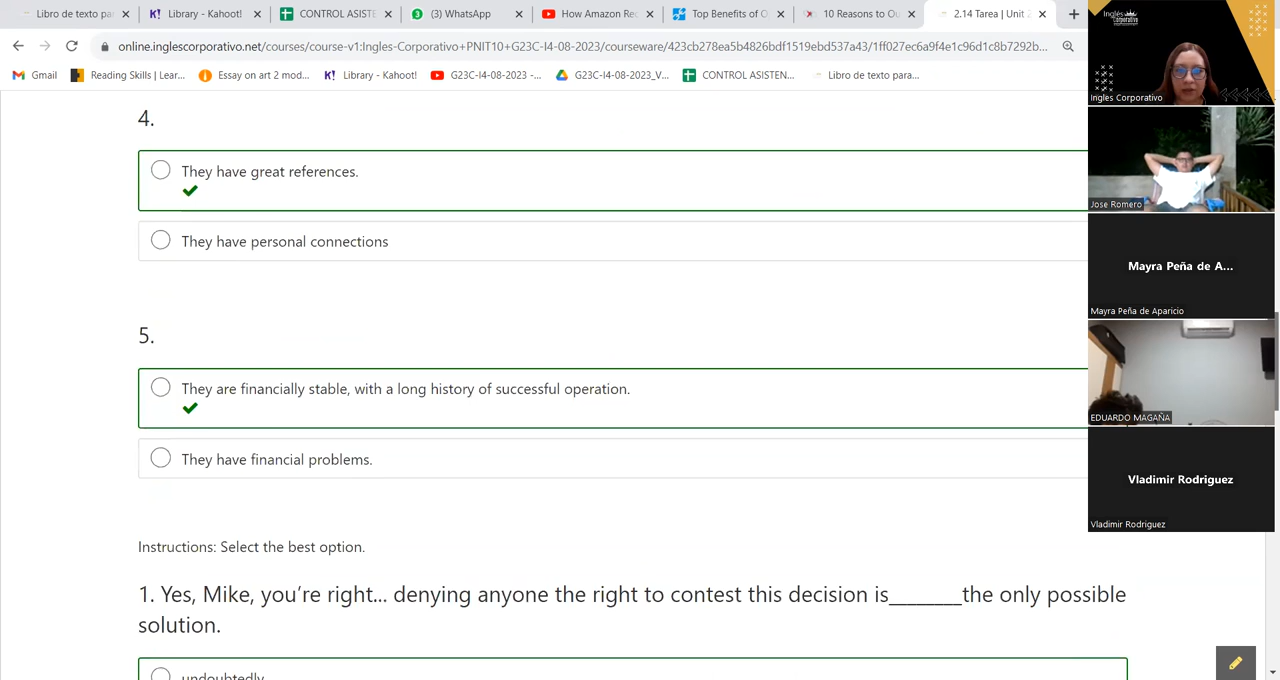 Libro de texto pa
Library - Kahoot!
CONTROL ASISTE
(3) WhatsApp
How Amazon Rec
Top Benefits of O
10 Reasons to Ou
2.14 Tarea | Unit
online.inglescorporativo.net/courses/course-v1:Ingles-Corporativo+PNIT10+G23C-I4-08-2023/courseware/423cb278ea5b4826bdf1519ebd537a43/1ff027ec6a9f4e1c96d1c8b7292b...
Gmail
Reading Skills | Lear...
Essay on art 2 mod...
Library - Kahoot!
G23C-I4-08-2023 -...
G23C-I4-08-2023_V...
CONTROL ASISTEN...
Libro de texto para...
4.
They have great references.
They have personal connections
5.
They are financially stable, with a long history of successful operation.
They have financial problems.
Instructions: Select the best option.
1. Yes, Mike, you’re right... denying anyone the right to contest this decision is________the only possible
solution.
undoubtedly
Inglés
Corporativo
Ingles Corporativo
Jose Romero
Mayra Peña de A...
Mayra Peña de Aparicio
EDUARDO MAGAÑA
Vladimir Rodriguez
Vladimir Rodriguez